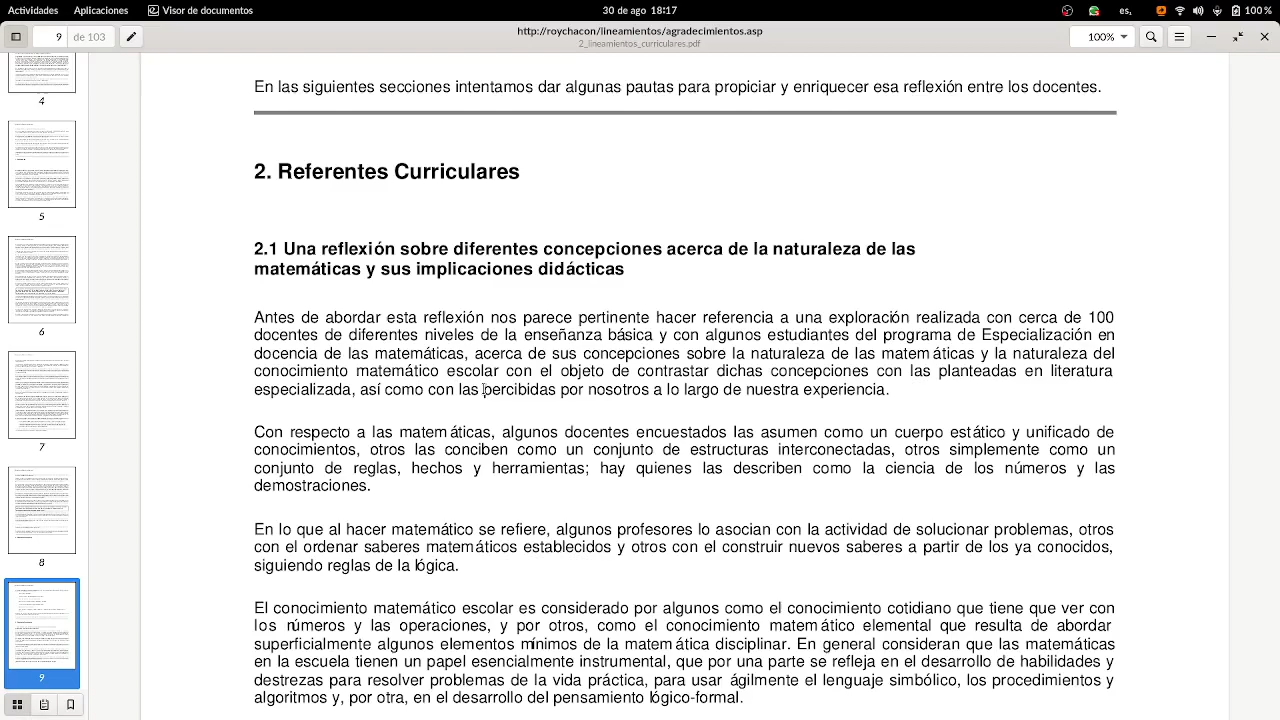 Actividades Aplicaciones Visor de documentos 30 de ago 18:17 es, 100 %
9 de 103 http://roychacon/lineamientos/agradecimientos.asp 100%
2_lineamientos_curriculares.pdf
4
5
6
7
8
9
En las siguientes secciones intentamos dar algunas pautas para propiciar y enriquecer esa reflexión entre los docentes.
2. Referentes Curriculares
2.1 Una reflexión sobre diferentes concepciones acerca de la naturaleza de las
matemáticas y sus implicaciones didácticas
Antes de abordar esta reflexión nos parece pertinente hacer referencia a una exploración realizada con cerca de 100
docentes de diferentes niveles de la enseñanza básica y con algunos estudiantes del programa de Especialización en
docencia de las matemáticas acerca de sus concepciones sobre la naturaleza de las matemáticas y la naturaleza del
conocimiento matemático escolar con el objeto de contrastar dichas concepciones con las planteadas en literatura
especializada, así como con las percibidas por nosotros a lo largo de nuestra experiencia.
Con respecto a las matemáticas, algunos docentes encuestados las asumen como un cuerpo estático y unificado de
conocimientos, otros las conciben como un conjunto de estructuras interconectadas, otros simplemente como un
conjunto de reglas, hechos y herramientas; hay quienes las describen como la ciencia de los números y las
demostraciones.
En lo que al hacer matemático se refiere, algunos profesores lo asocian con la actividad de solucionar problemas, otros
con el ordenar saberes matemáticos establecidos y otros con el construir nuevos saberes a partir de los ya conocidos,
siguiendo reglas de la lógica.
El conocimiento matemático escolar es considerado por algunos como el conocimiento cotidiano que tiene que ver con
los números y las operaciones, y por otros, como el conocimiento matemático elemental que resulta de abordar
superficialmente algunos elementos mínimos de la matemática disciplinar. En general consideran que las matemáticas
en la escuela tienen un papel esencialmente instrumental, que por una parte se refleja en el desarrollo de habilidades y
destrezas para resolver problemas de la vida práctica, para usar ágilmente el lenguaje simbólico, los procedimientos y
algoritmos y, por otra, en el desarrollo del pensamiento lógico-formal.